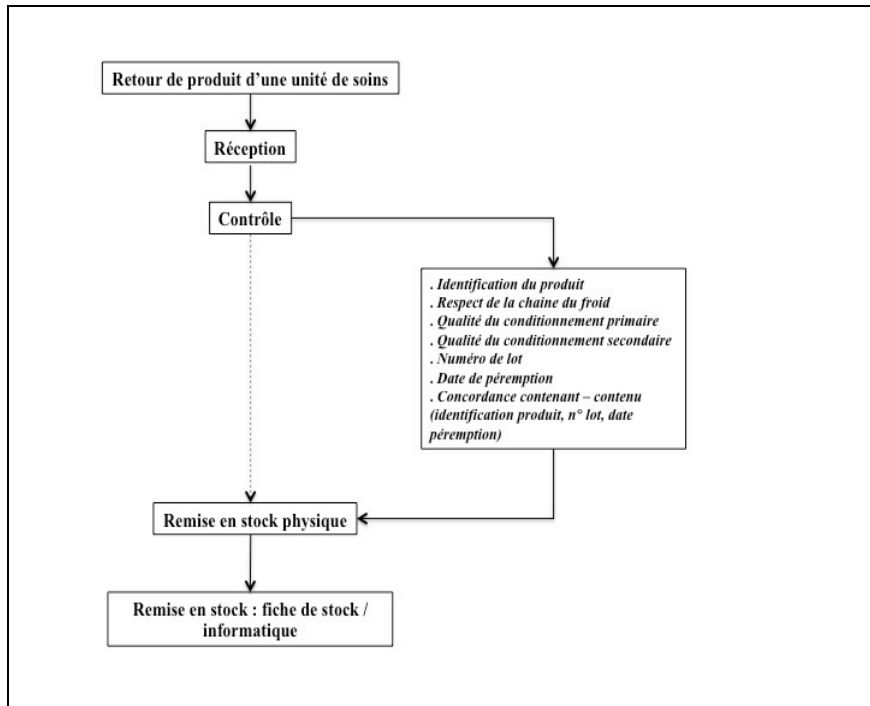 Retour de produit d'une unité de soins
Réception
Contrôle
. Identification du produit
. Respect de la chaine du froid
. Qualité du conditionnement primaire
. Qualité du conditionnement secondaire
. Numéro de lot
. Date de péremption
. Concordance contenant – contenu
(identification produit, n° lot, date
péremption)
Remise en stock physique
Remise en stock : fiche de stock /
informatique